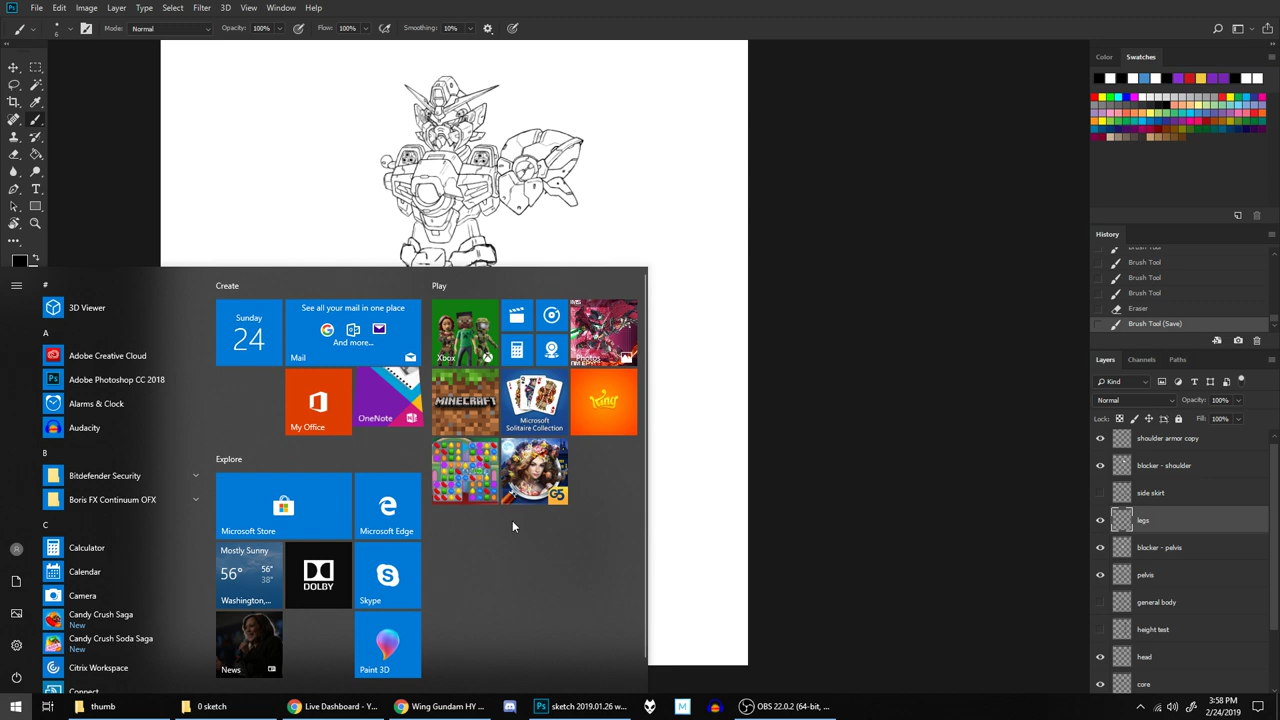 Ps File Edit Image Layer Type Select Filter 3D View Window Help
6 Mode: Normal Opacity: 100% Flow: 100% Smoothing: 10%
Color Swatches
History
Brush Tool
Brush Tool
Brush Tool
Eraser
Brush Tool (Save)
Layers Channels Paths
Kind
Normal Opacity: 100%
Lock: Fill: 100%
shoulder armor copy
blocker - shoulder
side skirt
legs
blocker - pelvis
pelvis
general body
height test
head
core
#
3D Viewer
A
Adobe Creative Cloud
Ps Adobe Photoshop CC 2018
Alarms & Clock
Audacity
B
Bitdefender Security
Boris FX Continuum OFX
C
Calculator
Calendar
Camera
Candy Crush Saga
New
Candy Crush Soda Saga
New
Citrix Workspace
Connect
Create
Sunday
24
See all your mail in one place
And more...
Mail
My Office
OneNote
Explore
Microsoft Store
Microsoft Edge
Mostly Sunny
56° 56°
38°
Washington,...
DOLBY
Skype
News
Paint 3D
Play
Xbox
Photos
MINECRAFT
Microsoft
Solitaire Collection
King
G5
thumb
0 sketch
Live Dashboard - Y...
Wing Gundam HY ...
Ps sketch 2019.01.26 w...
M
OBS 22.0.2 (64-bit, ...
3:58 PM
2/24/2019